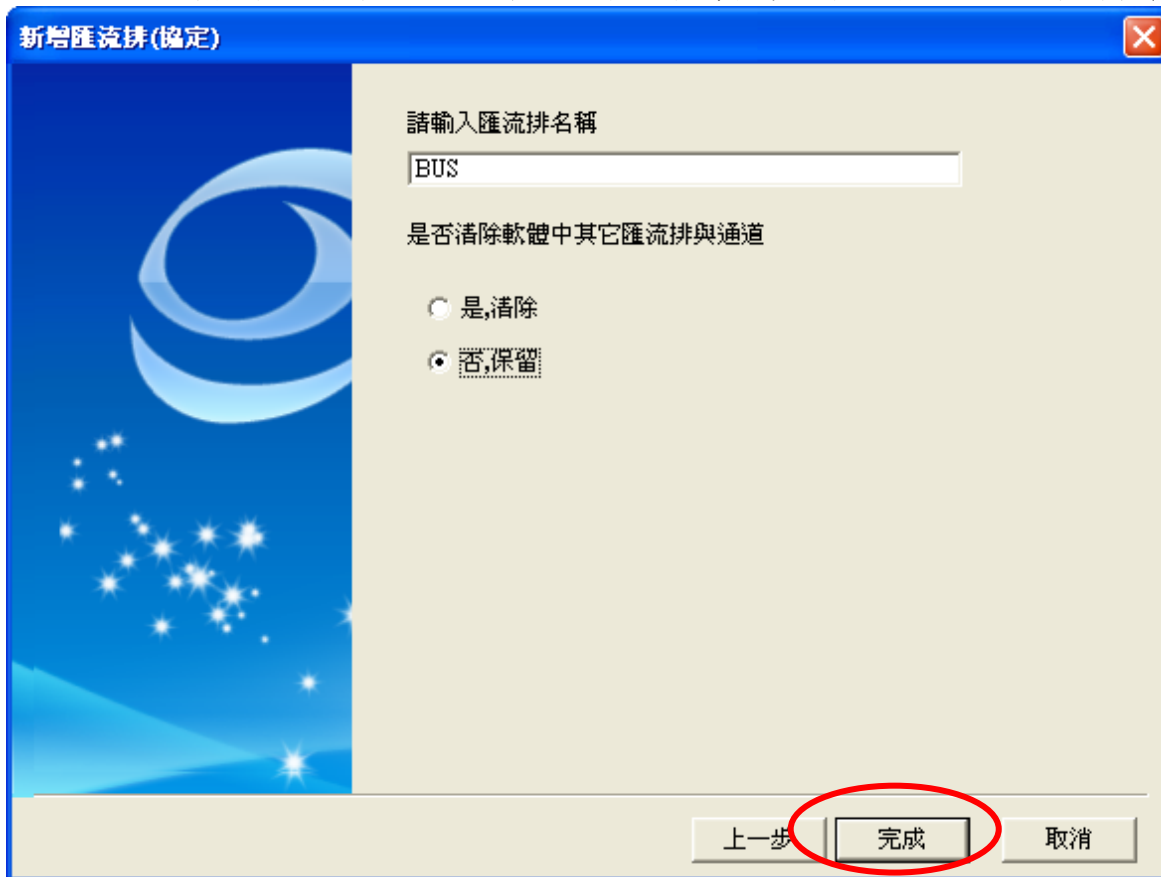 新增匯流排(協定)
請輸入匯流排名稱
BUS
是否清除軟體中其它匯流排與通道
是,清除
否,保留
上一步 完成 取消